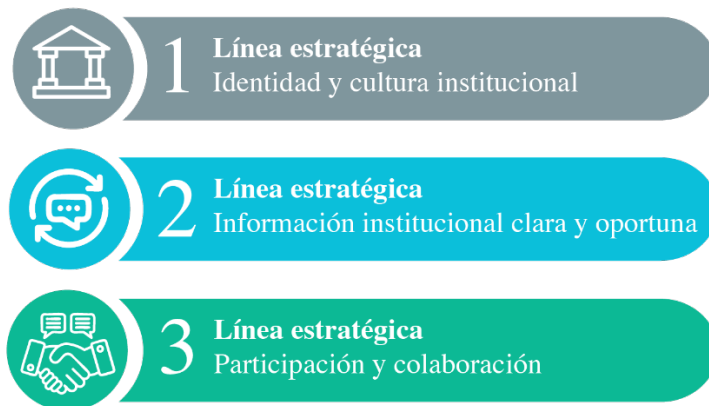 1
Línea estratégica
Identidad y cultura institucional
2
Línea estratégica
Información institucional clara y oportuna
3
Línea estratégica
Participación y colaboración